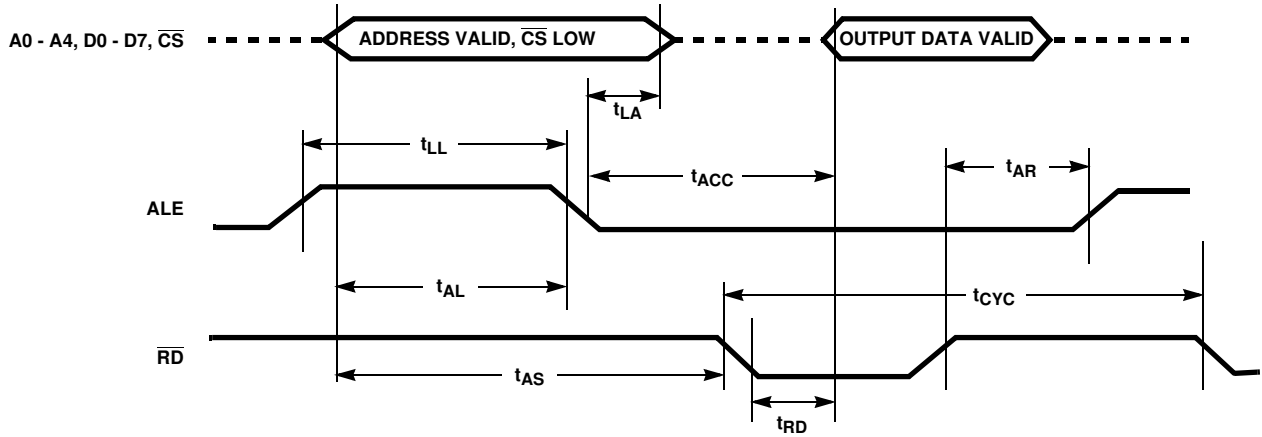 A0 - A4, D0 - D7, CS
ADDRESS VALID, CS LOW
OUTPUT DATA VALID
tLA
tLL
tACC
tAR
ALE
tAL
tCYC
RD
tAS
tRD